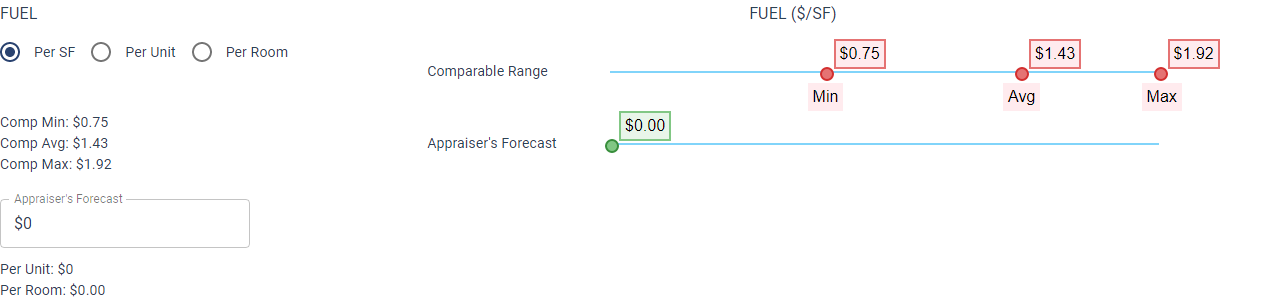 FUEL
Per SF
Per Unit
Per Room
Comp Min: $0.75
Comp Avg: $1.43
Comp Max: $1.92
Appraiser's Forecast
$0
Per Unit: $0
Per Room: $0.00
FUEL ($/SF)
Comparable Range
$0.75
$1.43
$1.92
Min
Avg
Max
Appraiser's Forecast
$0.00